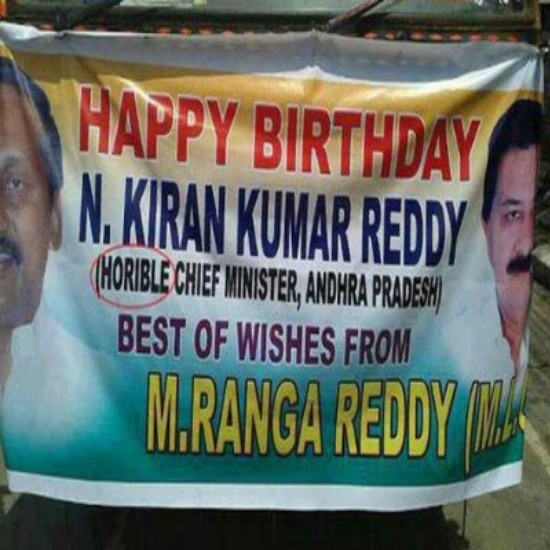 HAPPY BIRTHDAY
N. KIRAN KUMAR REDDY
(HORIBLE CHIEF MINISTER, ANDHRA PRADESH)
BEST OF WISHES FROM
M.RANGA REDDY (M.L.